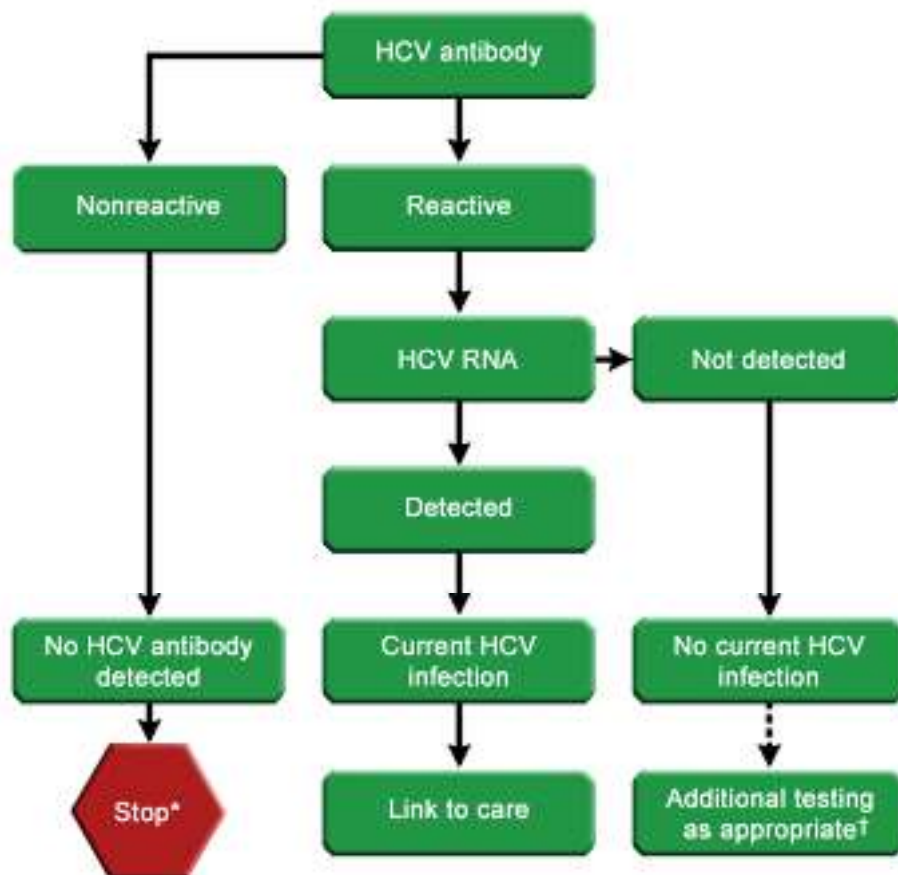 HCV antibody
Nonreactive
Reactive
HCV RNA
Not detected
Detected
No HCV antibody
detected
Current HCV
infection
No current HCV
infection
Stop*
Link to care
Additional testing
as appropriate†